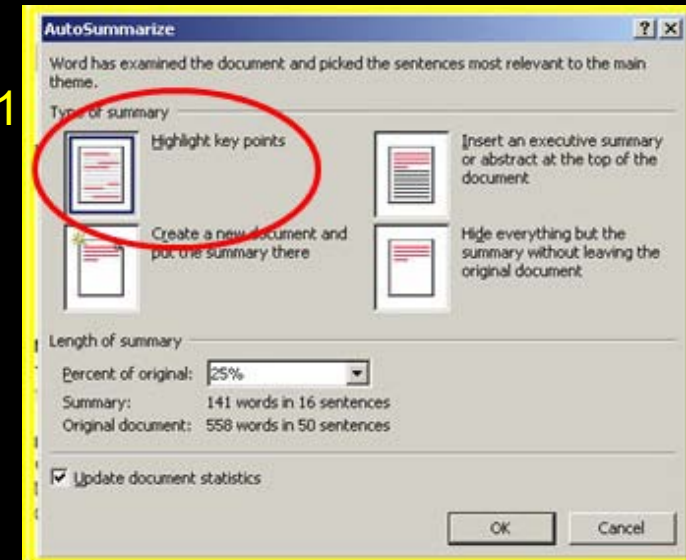 AutoSummarize
Word has examined the document and picked the sentences most relevant to the main
theme.
1
Type of summary
Highlight key points
Insert an executive summary
or abstract at the top of the
document
Create a new document and
put the summary there
Hide everything but the
summary without leaving the
original document
Length of summary
Percent of original: 25%
Summary: 141 words in 16 sentences
Original document: 558 words in 50 sentences
Update document statistics
OK Cancel